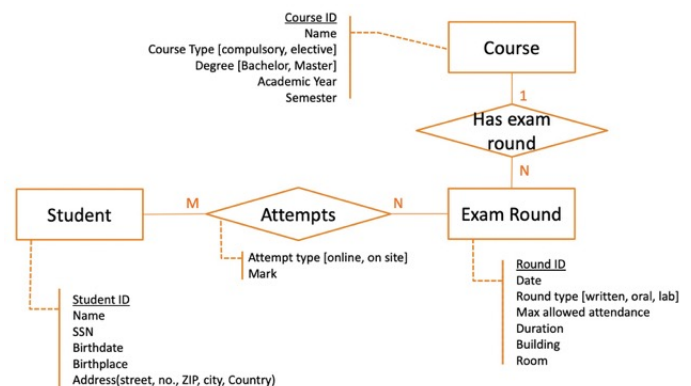 Course ID
Name
Course Type [compulsory, elective]
Degree [Bachelor, Master]
Academic Year
Semester
Course
1
Has exam
round
N
Student
M
Attempts
N
Exam Round
Attempt type [online, on site]
Mark
Student ID
Name
SSN
Birthdate
Birthplace
Address(street, no., ZIP, city, Country)
Round ID
Date
Round type [written, oral, lab]
Max allowed attendance
Duration
Building
Room